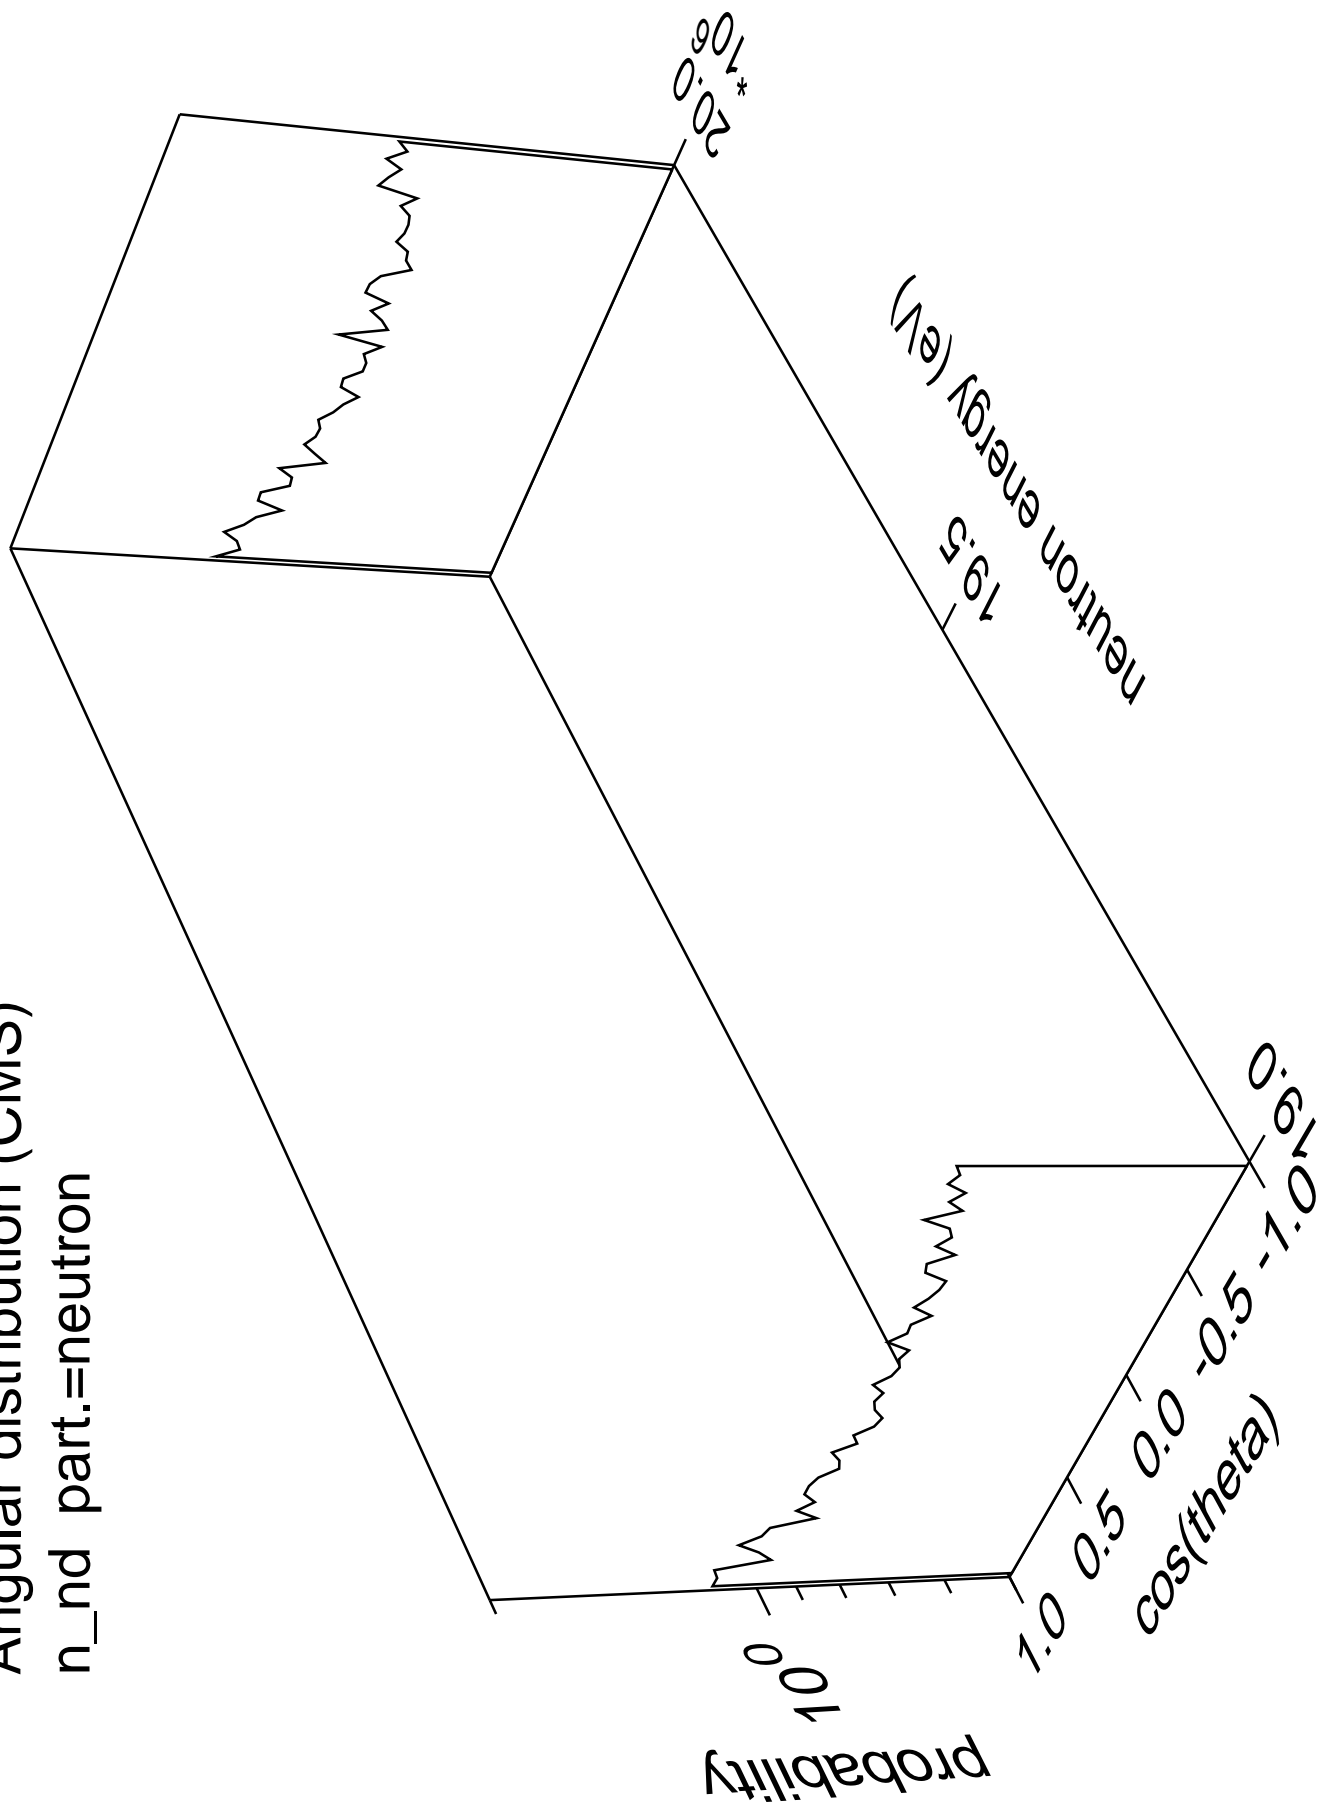 Angular distribution (CMS)
n_nd part.=neutron
probability
10^0
1.0 0.5 0.0 -0.5 -1.0
cos(theta)
19.0 19.5 20.0
*10^6
neutron energy (eV)